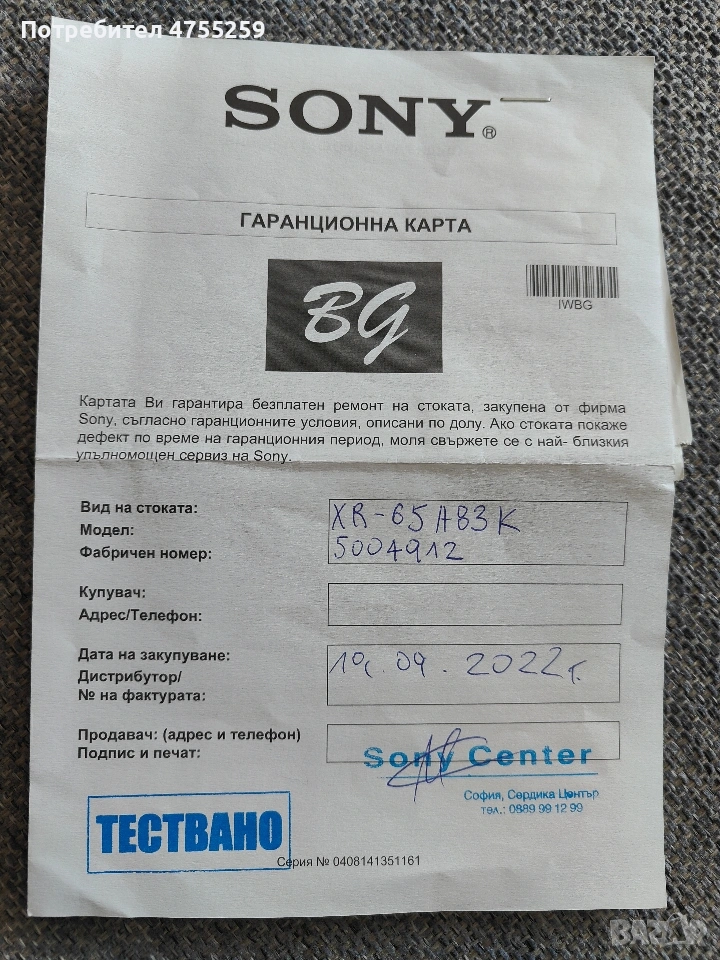 Потребител 4755259
SONY®
ГАРАНЦИОННА КАРТА
BG
IWBG
Картата Ви гарантира безплатен ремонт на стоката, закупена от фирма
Sony, съгласно гаранционните условия, описани по долу. Ако стоката покаже
дефект по време на гаранционния период, моля свържете се с най- близкия
упълномощен сервиз на Sony.
Вид на стоката:
XR-65A83K
Модел:
Фабричен номер:
5004912
Купувач:
Адрес/Телефон:
Дата на закупуване:
10. 09. 2022г.
Дистрибутор/
№ на фактурата:
Продавач: (адрес и телефон)
Подпис и печат:
Sony Center
София, Сердика Център
тел.: 0889 99 12 99
ТЕСТВАНО
Серия № 0408141351161
BAZAR